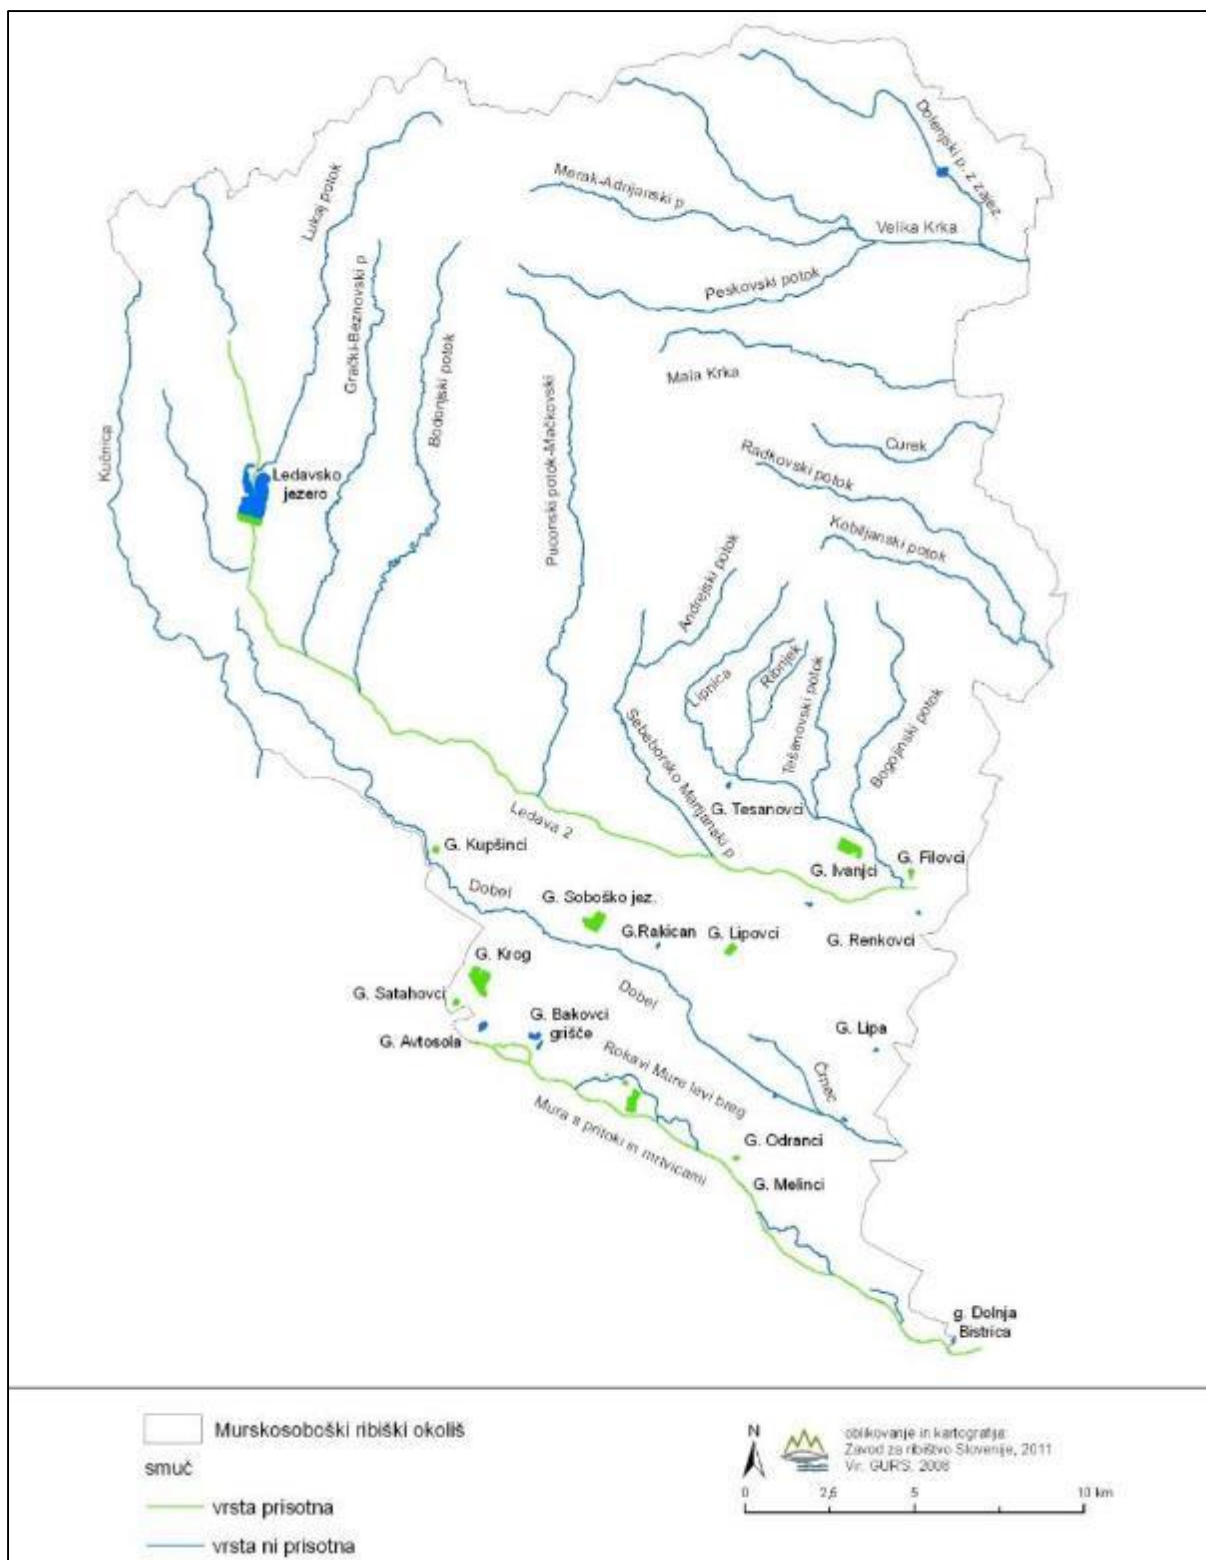 Dolenjski p. z zajez.
Lukaj potok
Merak-Adrijanski p
Velika Krka
Peskovski potok
Grački-Beznovski p
Bodonjski potok
Mala Krka
Kučnica
Puconski potok-Mačkovski
Curek
Radkovski potok
Ledavsko
jezero
Kobiljanski potok
Andrejski potok
Lipnica
Ribnjek
Tešanovski potok
Bogojinski potok
Sebeborsko Martjanski p
G. Tesanovci
Ledava 2
G. Kupšinci
G. Ivanjci
G. Filovci
Dobel
G. Soboško jez.
G.Rakican
G. Lipovci
G. Renkovci
G. Krog
G. Satahovci
Dobel
G. Bakovci
grišče
G. Lipa
G. Avtosola
Rokavi Mure levi breg
Črnec
Mura s pritoki in mrtvicami
G. Odranci
G. Melinci
g. Dolnja
Bistrica
Murskosoboški ribiški okoliš
smuč
vrsta prisotna
vrsta ni prisotna
N
oblikovanje in kartografija:
Zavod za ribištvo Slovenije, 2011
Vir: GURS, 2008
0 2,5 5 10 km